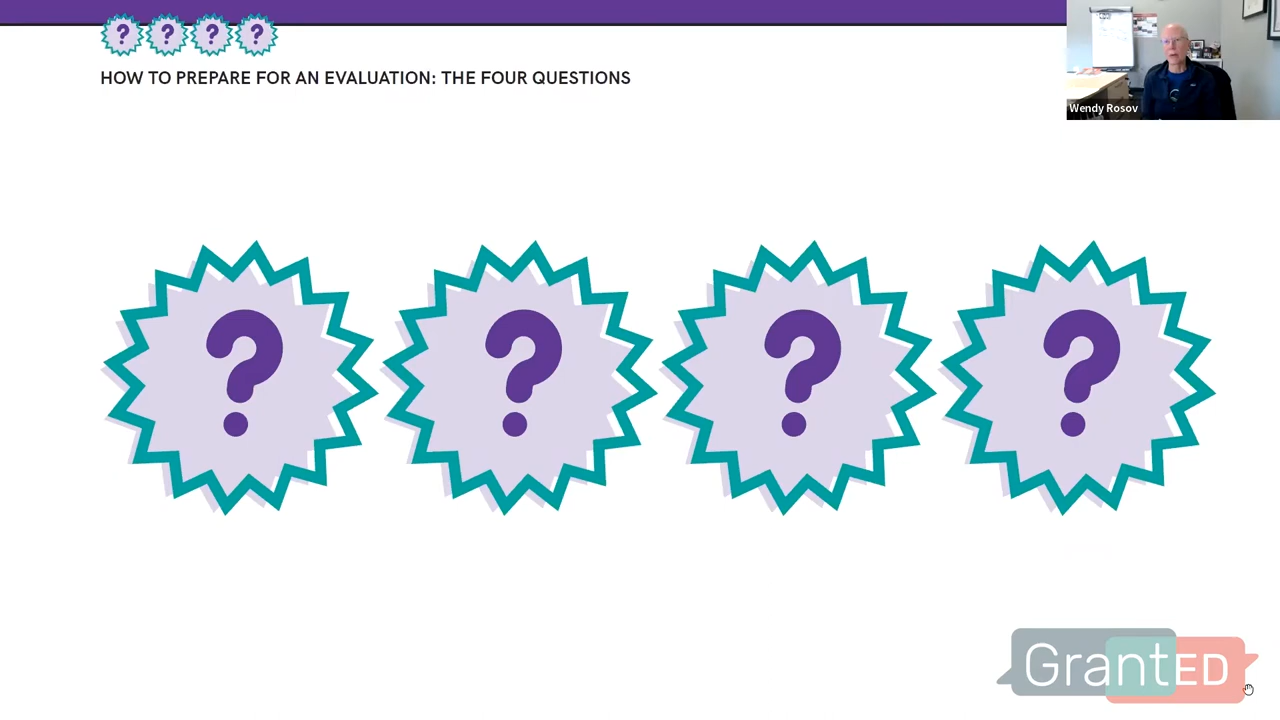 ? ? ? ?
HOW TO PREPARE FOR AN EVALUATION: THE FOUR QUESTIONS
Wendy Rosov
? ? ? ?
GrantED